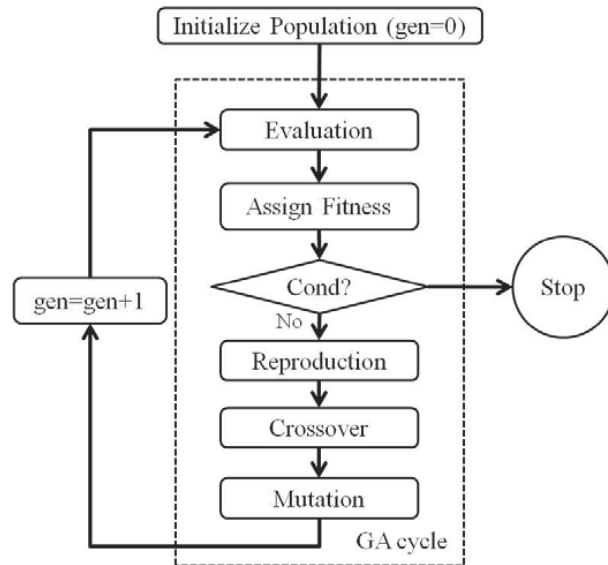 Initialize Population (gen=0)
Evaluation
Assign Fitness
Cond?
Stop
gen=gen+1
No
Reproduction
Crossover
Mutation
GA cycle